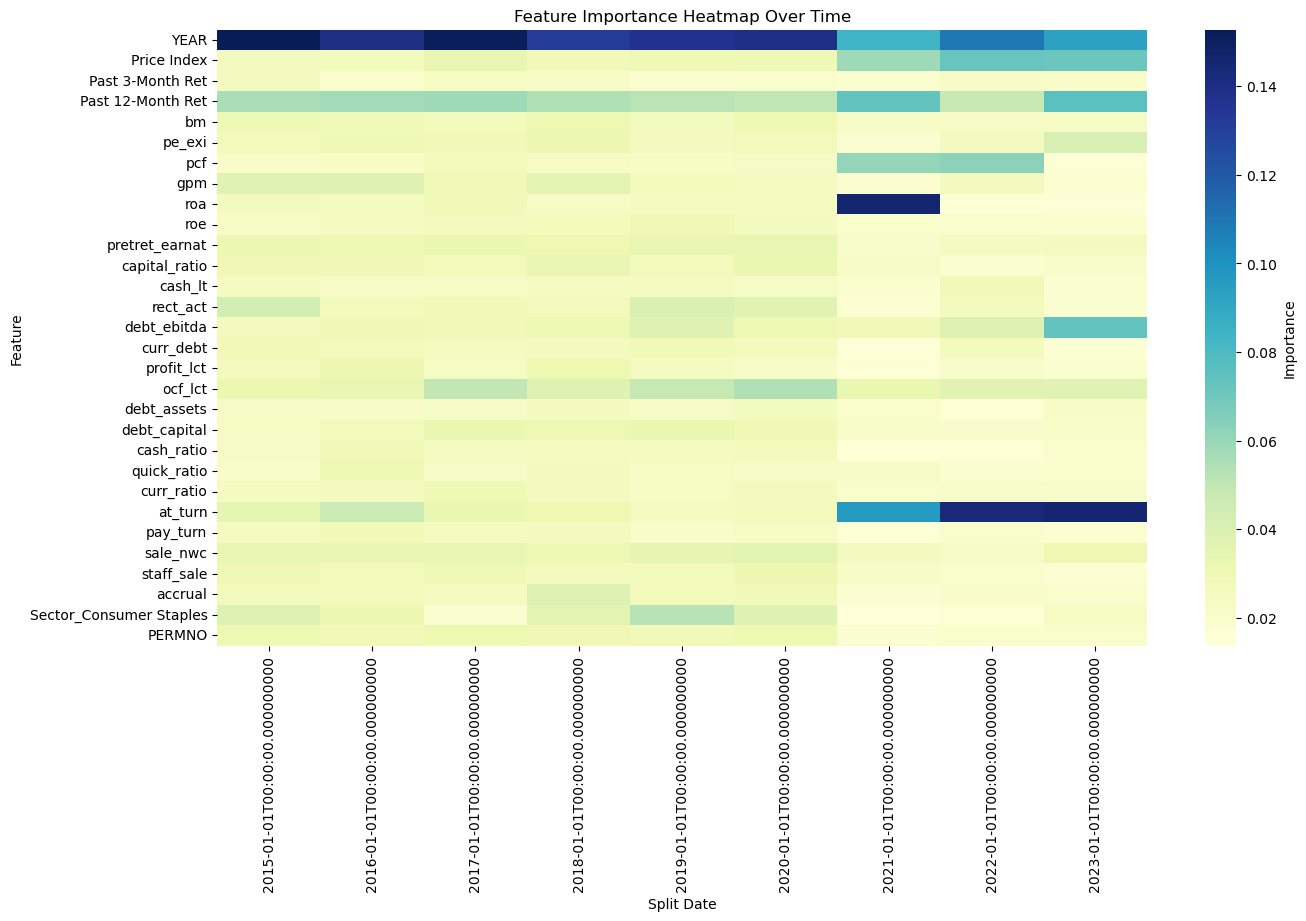 Feature Importance Heatmap Over Time
YEAR
Price Index
Past 3-Month Ret
Past 12-Month Ret
bm
pe_exi
pcf
gpm
roa
roe
pretret_earnat
capital_ratio
cash_lt
rect_act
debt_ebitda
curr_debt
profit_lct
ocf_lct
debt_assets
debt_capital
cash_ratio
quick_ratio
curr_ratio
at_turn
pay_turn
sale_nwc
staff_sale
accrual
Sector_Consumer Staples
PERMNO
Feature
2015-01-01T00:00:00.000000000
2016-01-01T00:00:00.000000000
2017-01-01T00:00:00.000000000
2018-01-01T00:00:00.000000000
2019-01-01T00:00:00.000000000
2020-01-01T00:00:00.000000000
2021-01-01T00:00:00.000000000
2022-01-01T00:00:00.000000000
2023-01-01T00:00:00.000000000
Split Date
0.14
0.12
0.10
0.08
0.06
0.04
0.02
Importance